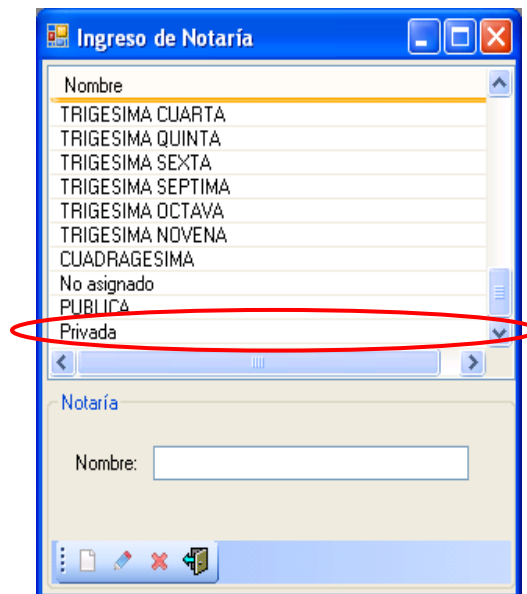 Ingreso de Notaría
Nombre
TRIGESIMA CUARTA
TRIGESIMA QUINTA
TRIGESIMA SEXTA
TRIGESIMA SEPTIMA
TRIGESIMA OCTAVA
TRIGESIMA NOVENA
CUADRAGESIMA
No asignado
PUBLICA
Privada
Notaría
Nombre: